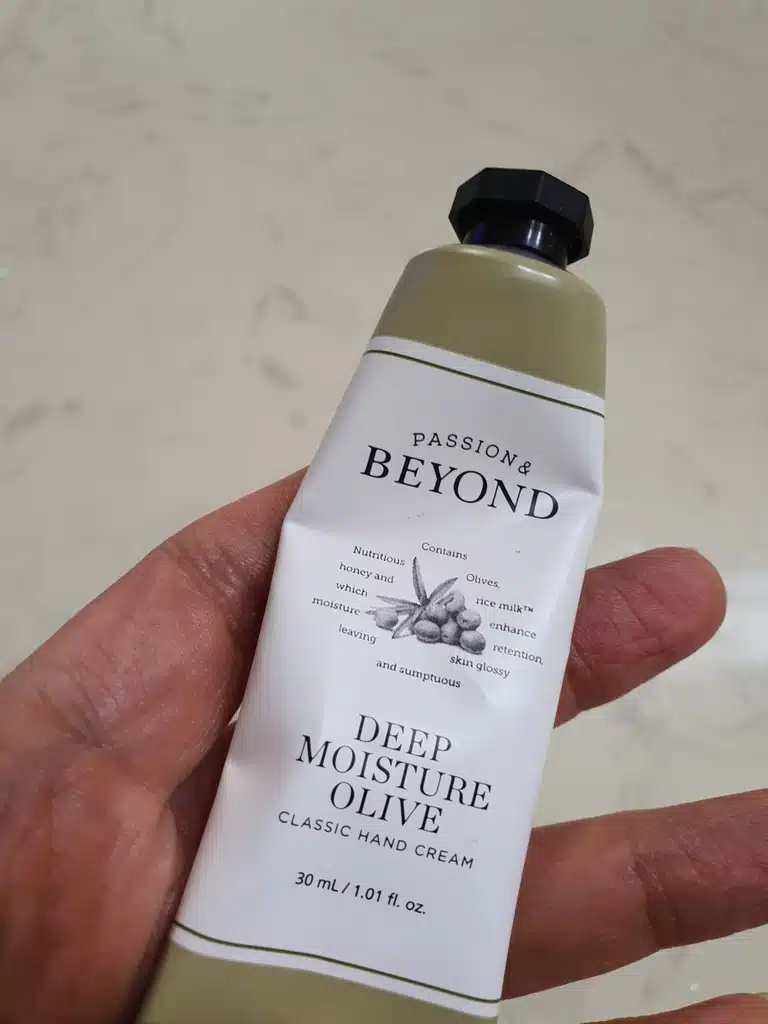 PASSION &
BEYOND
Contains
Nutritious Olives,
honey and rice milk™
which enhance
moisture retention,
leaving skin glossy
and sumptuous
DEEP
MOISTURE
OLIVE
CLASSIC HAND CREAM
30 mL / 1.01 fl. oz.